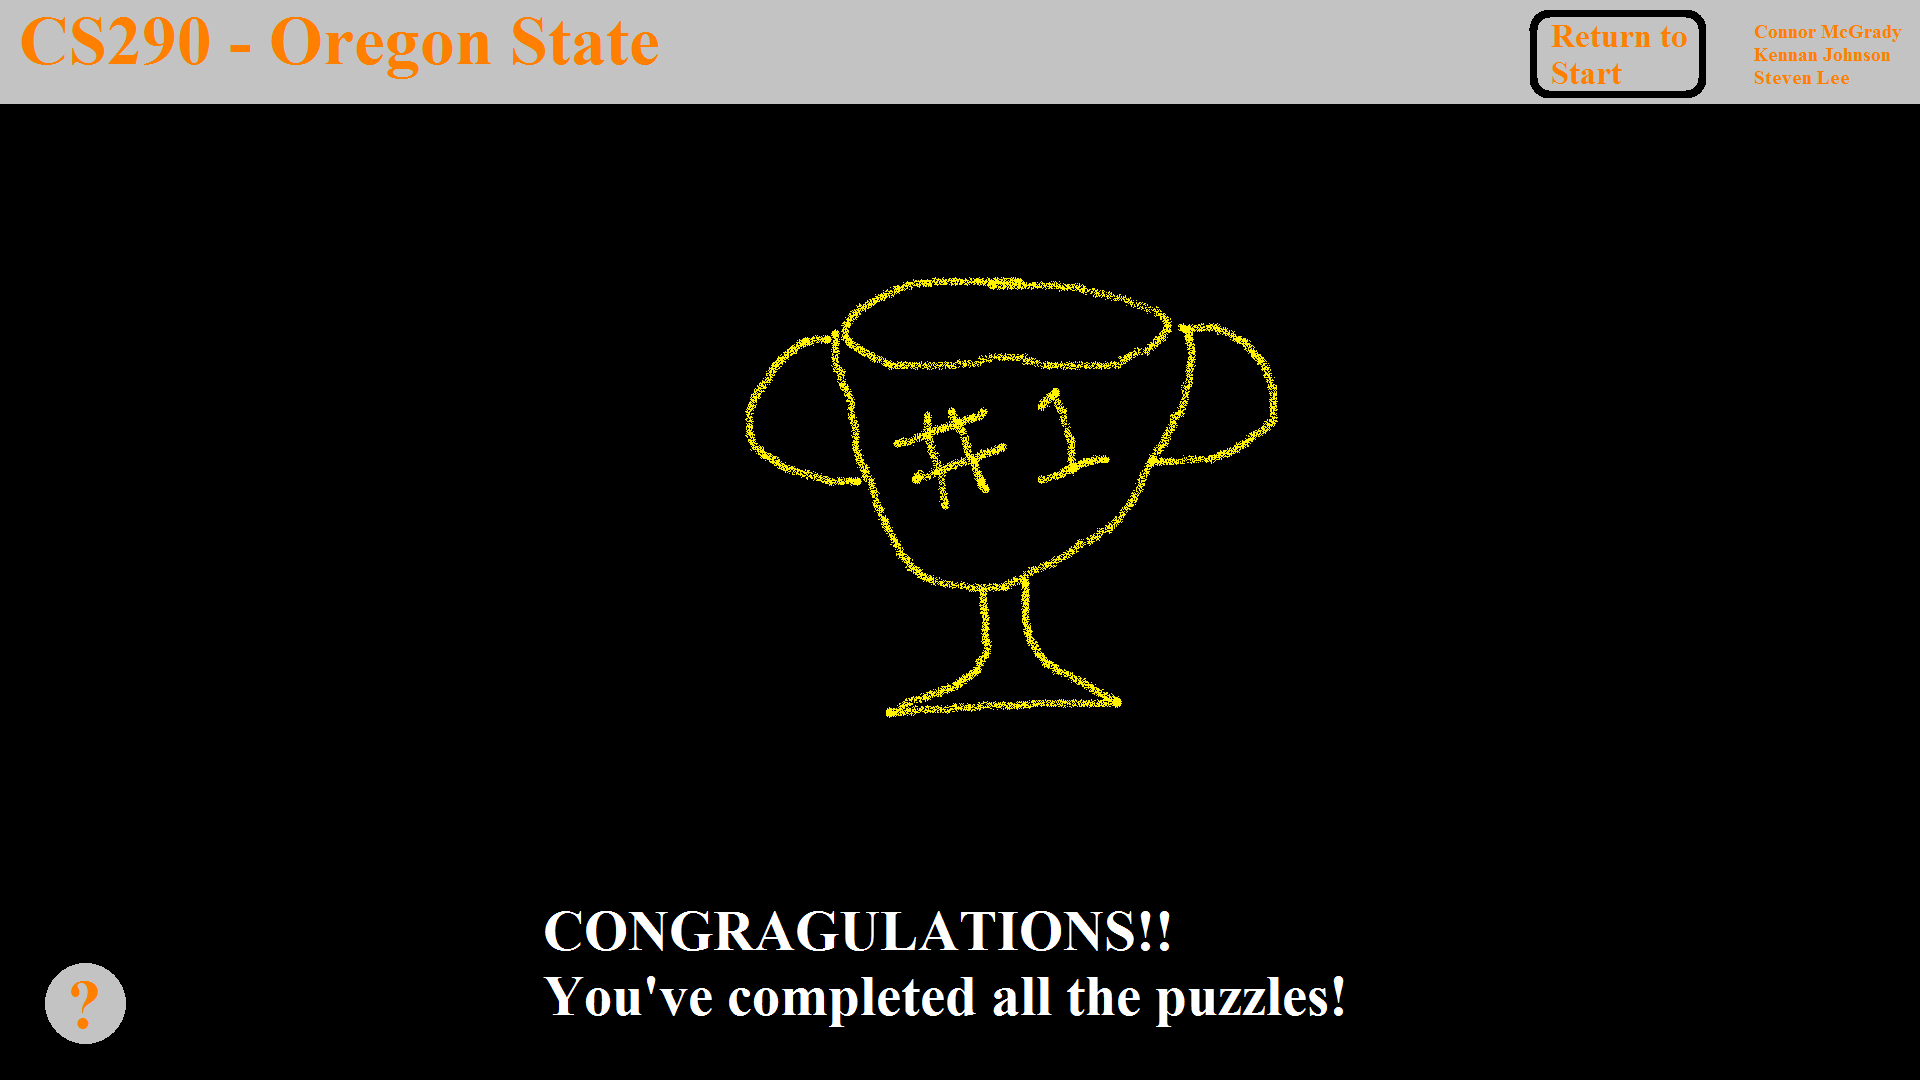 CS290 - Oregon State
Return to
Start
Connor McGrady
Kennan Johnson
Steven Lee
# 1
CONGRAGULATIONS!!
You've completed all the puzzles!
?